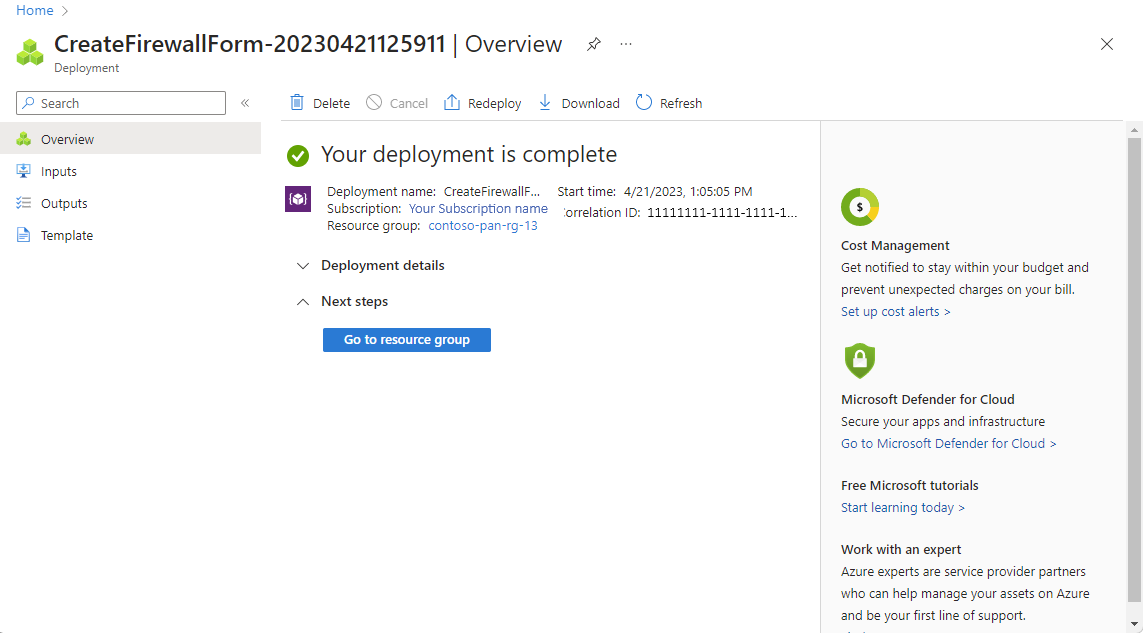 Home
CreateFirewallForm-20230421125911 | Overview
Deployment
Search
Overview
Inputs
Outputs
Template
Delete Cancel Redeploy Download Refresh
Your deployment is complete
Deployment name: CreateFirewallF...
Subscription: Your Subscription name
Resource group: contoso-pan-rg-13
Start time: 4/21/2023, 1:05:05 PM
orrelation ID: 11111111-1111-1111-1...
Deployment details
Next steps
Go to resource group
$
Cost Management
Get notified to stay within your budget and
prevent unexpected charges on your bill.
Set up cost alerts >
Microsoft Defender for Cloud
Secure your apps and infrastructure
Go to Microsoft Defender for Cloud >
Free Microsoft tutorials
Start learning today >
Work with an expert
Azure experts are service provider partners
who can help manage your assets on Azure
and be your first line of support.